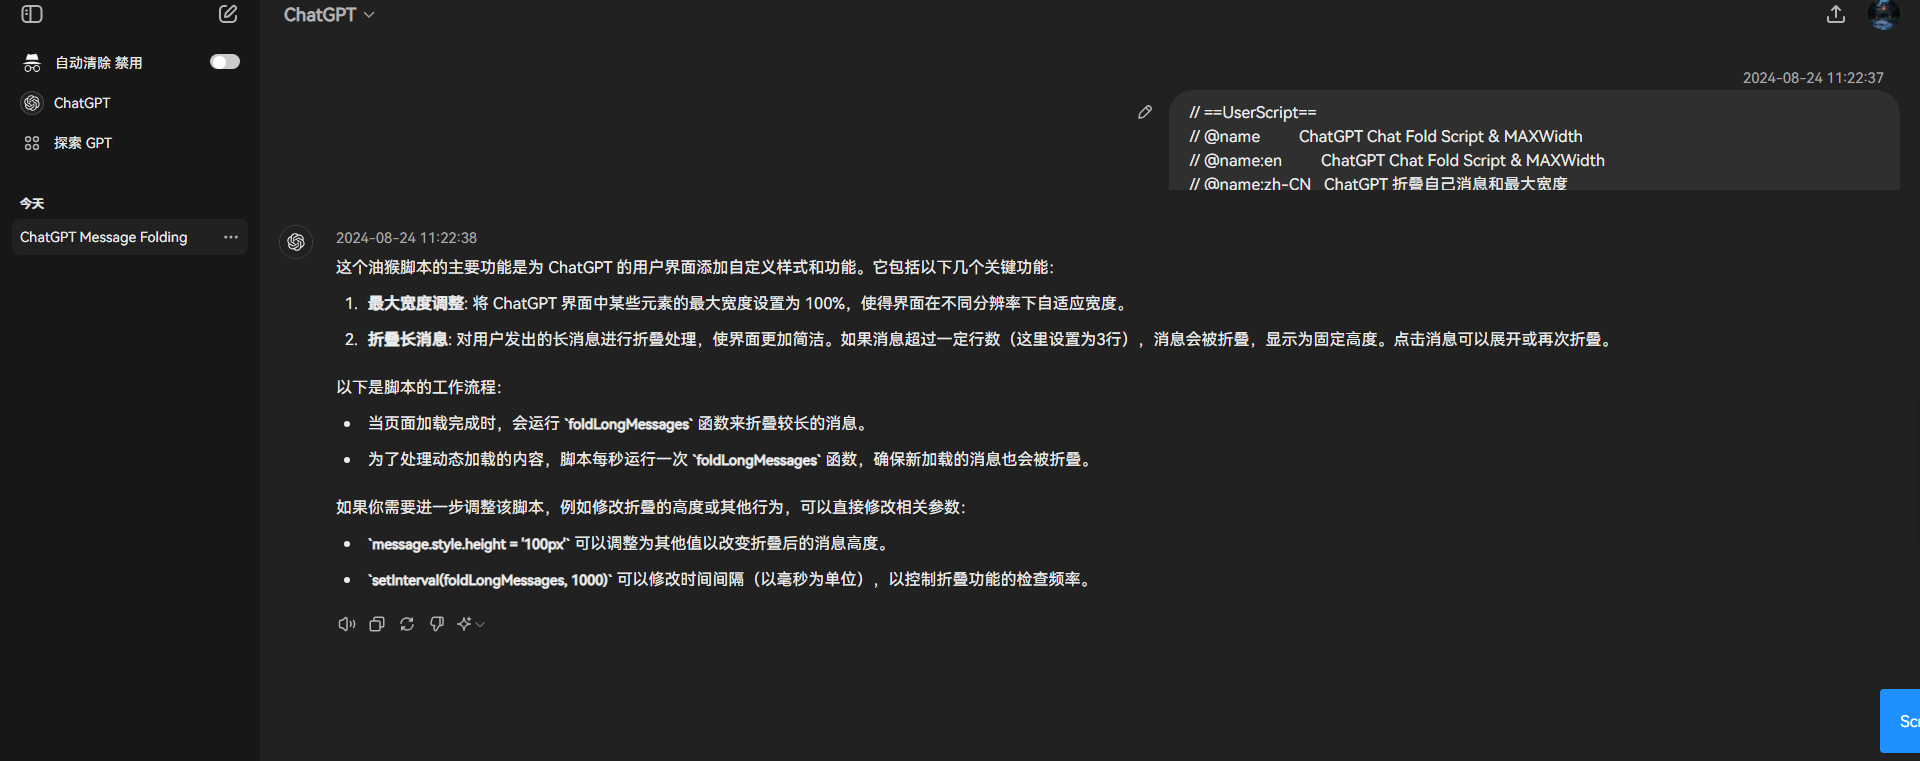 ChatGPT
自动清除 禁用
ChatGPT
探索 GPT
今天
ChatGPT Message Folding
2024-08-24 11:22:37
// ==UserScript==
// @name ChatGPT Chat Fold Script & MAXWidth
// @name:en ChatGPT Chat Fold Script & MAXWidth
// @name:zh-CN ChatGPT 折叠自己消息和最大宽度
2024-08-24 11:22:38
这个油猴脚本的主要功能是为 ChatGPT 的用户界面添加自定义样式和功能。它包括以下几个关键功能：
1. 最大宽度调整: 将 ChatGPT 界面中某些元素的最大宽度设置为 100%，使得界面在不同分辨率下自适应宽度。
2. 折叠长消息: 对用户发出的长消息进行折叠处理，使界面更加简洁。如果消息超过一定行数（这里设置为3行），消息会被折叠，显示为固定高度。点击消息可以展开或再次折叠。
以下是脚本的工作流程：
• 当页面加载完成时，会运行 `foldLongMessages` 函数来折叠较长的消息。
• 为了处理动态加载的内容，脚本每秒运行一次 `foldLongMessages` 函数，确保新加载的消息也会被折叠。
如果你需要进一步调整该脚本，例如修改折叠的高度或其他行为，可以直接修改相关参数：
• `message.style.height = '100px'` 可以调整为其他值以改变折叠后的消息高度。
• `setInterval(foldLongMessages, 1000)` 可以修改时间间隔（以毫秒为单位），以控制折叠功能的检查频率。